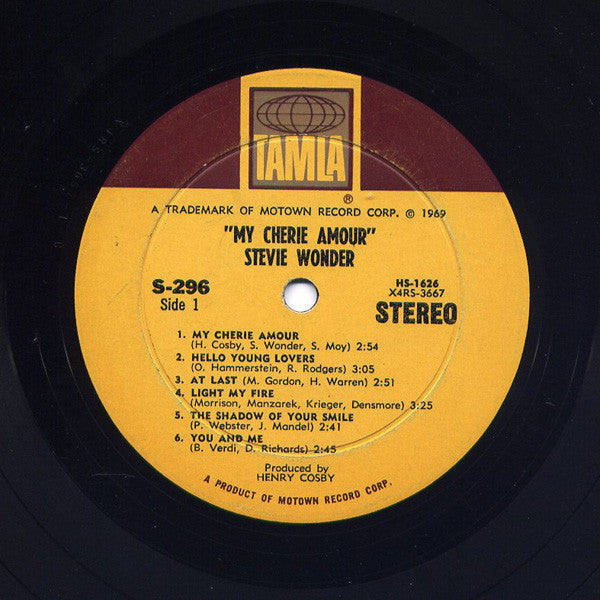 TAMLA
®
A TRADEMARK OF MOTOWN RECORD CORP. © 1969
"MY CHERIE AMOUR"
STEVIE WONDER
S-296
Side 1
HS-1626
X4RS-3667
STEREO
1. MY CHERIE AMOUR
(H. Cosby, S. Wonder, S. Moy) 2:54
2. HELLO YOUNG LOVERS
(O. Hammerstein, R. Rodgers) 3:05
3. AT LAST (M. Gordon, H. Warren) 2:51
4. LIGHT MY FIRE
(Morrison, Manzarek, Krieger, Densmore) 3:25
5. THE SHADOW OF YOUR SMILE
(P. Webster, J. Mandel) 2:41
6. YOU AND ME
(B. Verdi, D. Richards) 2:45
Produced by
HENRY COSBY
A PRODUCT OF MOTOWN RECORD CORP.